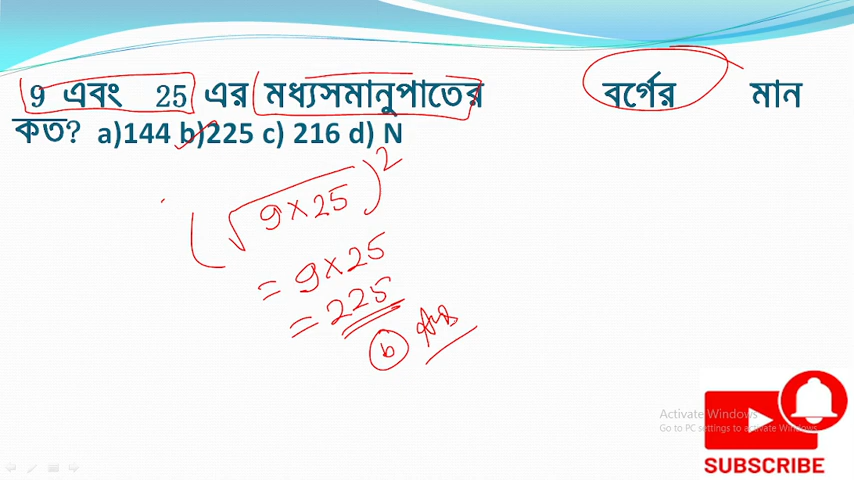 9 এবং 25 এর মধ্যসমানুপাতের বর্গের মান
কত? a)144 b)225 c) 216 d) N
(√9×25)²
= 9×25
= 225
b Ans
Activate Windows
Go to PC settings to activate Windows.
SUBSCRIBE